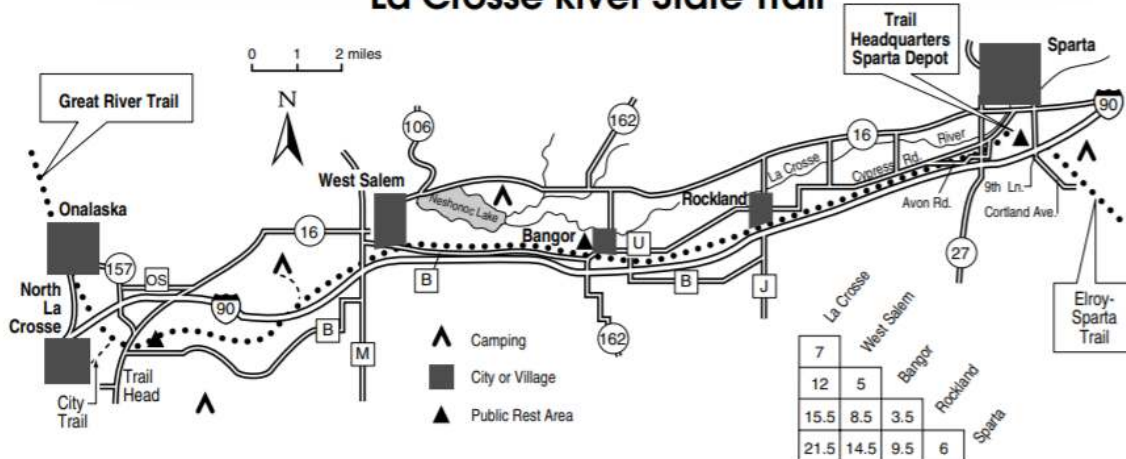 La Crosse River State Trail
0 1 2 miles
Trail
Headquarters
Sparta Depot
Sparta
Great River Trail
N
106
162
16
90
La Crosse
River
Cypress Rd.
West Salem
Neshonoc Lake
Rockland
Onalaska
16
Bangor
U
Avon Rd.
9th Ln.
Cortland Ave.
157
OS
B
B
J
27
North
La
Crosse
90
B
M
162
Elroy-
Sparta
Trail
Trail
Head
City
Trail
Camping
City or Village
Public Rest Area
La Crosse
7 West Salem
12 5 Bangor
15.5 8.5 3.5 Rockland
21.5 14.5 9.5 6 Sparta